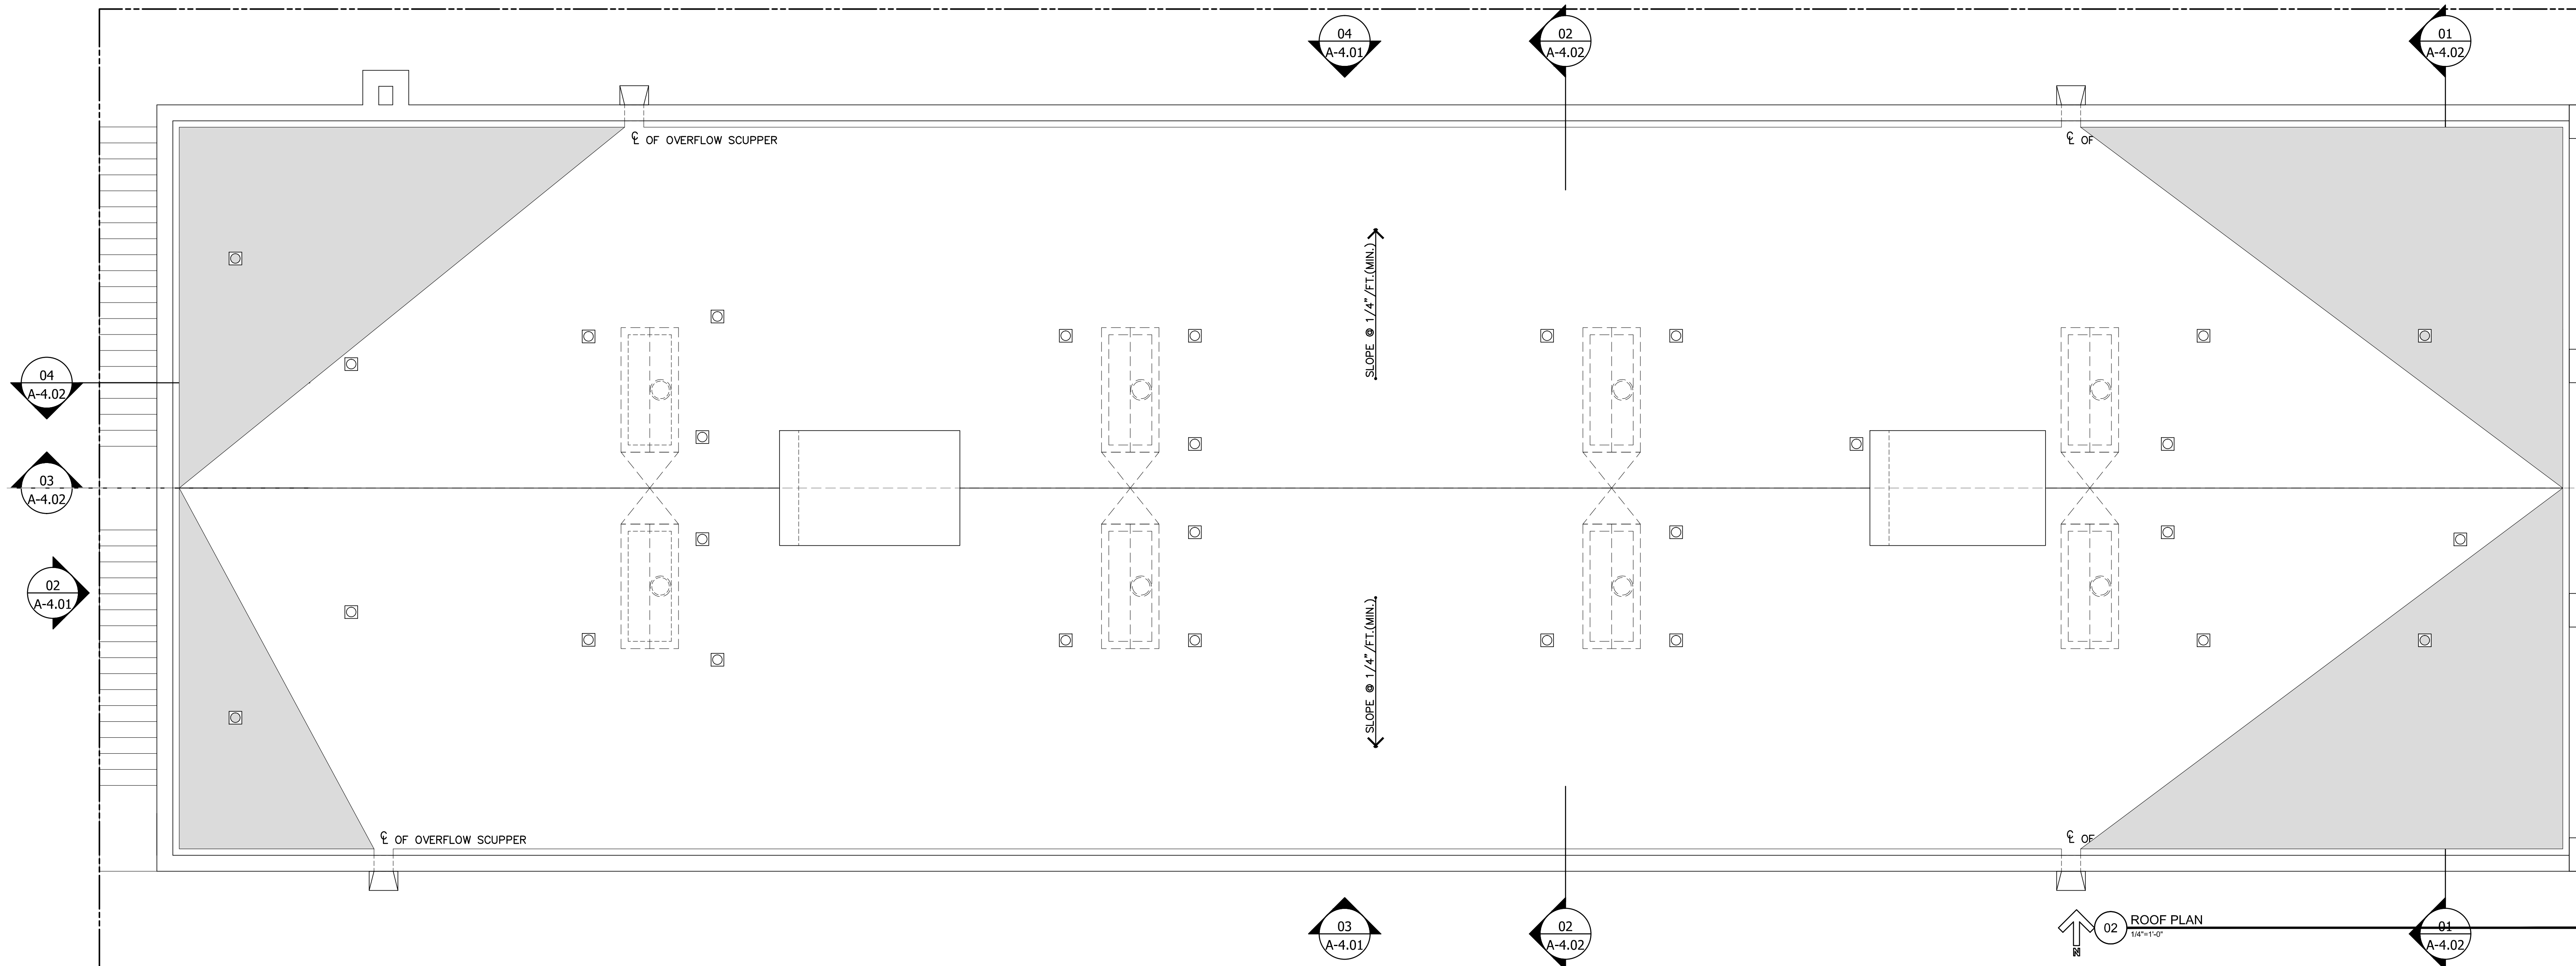 04
A-4.01
02
A-4.02
01
A-4.02
℄ OF OVERFLOW SCUPPER
℄ OF
SLOPE @ 1/4"/FT.(MIN.)
04
A-4.02
03
A-4.02
02
A-4.01
SLOPE @ 1/4"/FT.(MIN.)
℄ OF OVERFLOW SCUPPER
℄ OF
03
A-4.01
02
A-4.02
N
02
ROOF PLAN
1/4"=1'-0"
01
A-4.02